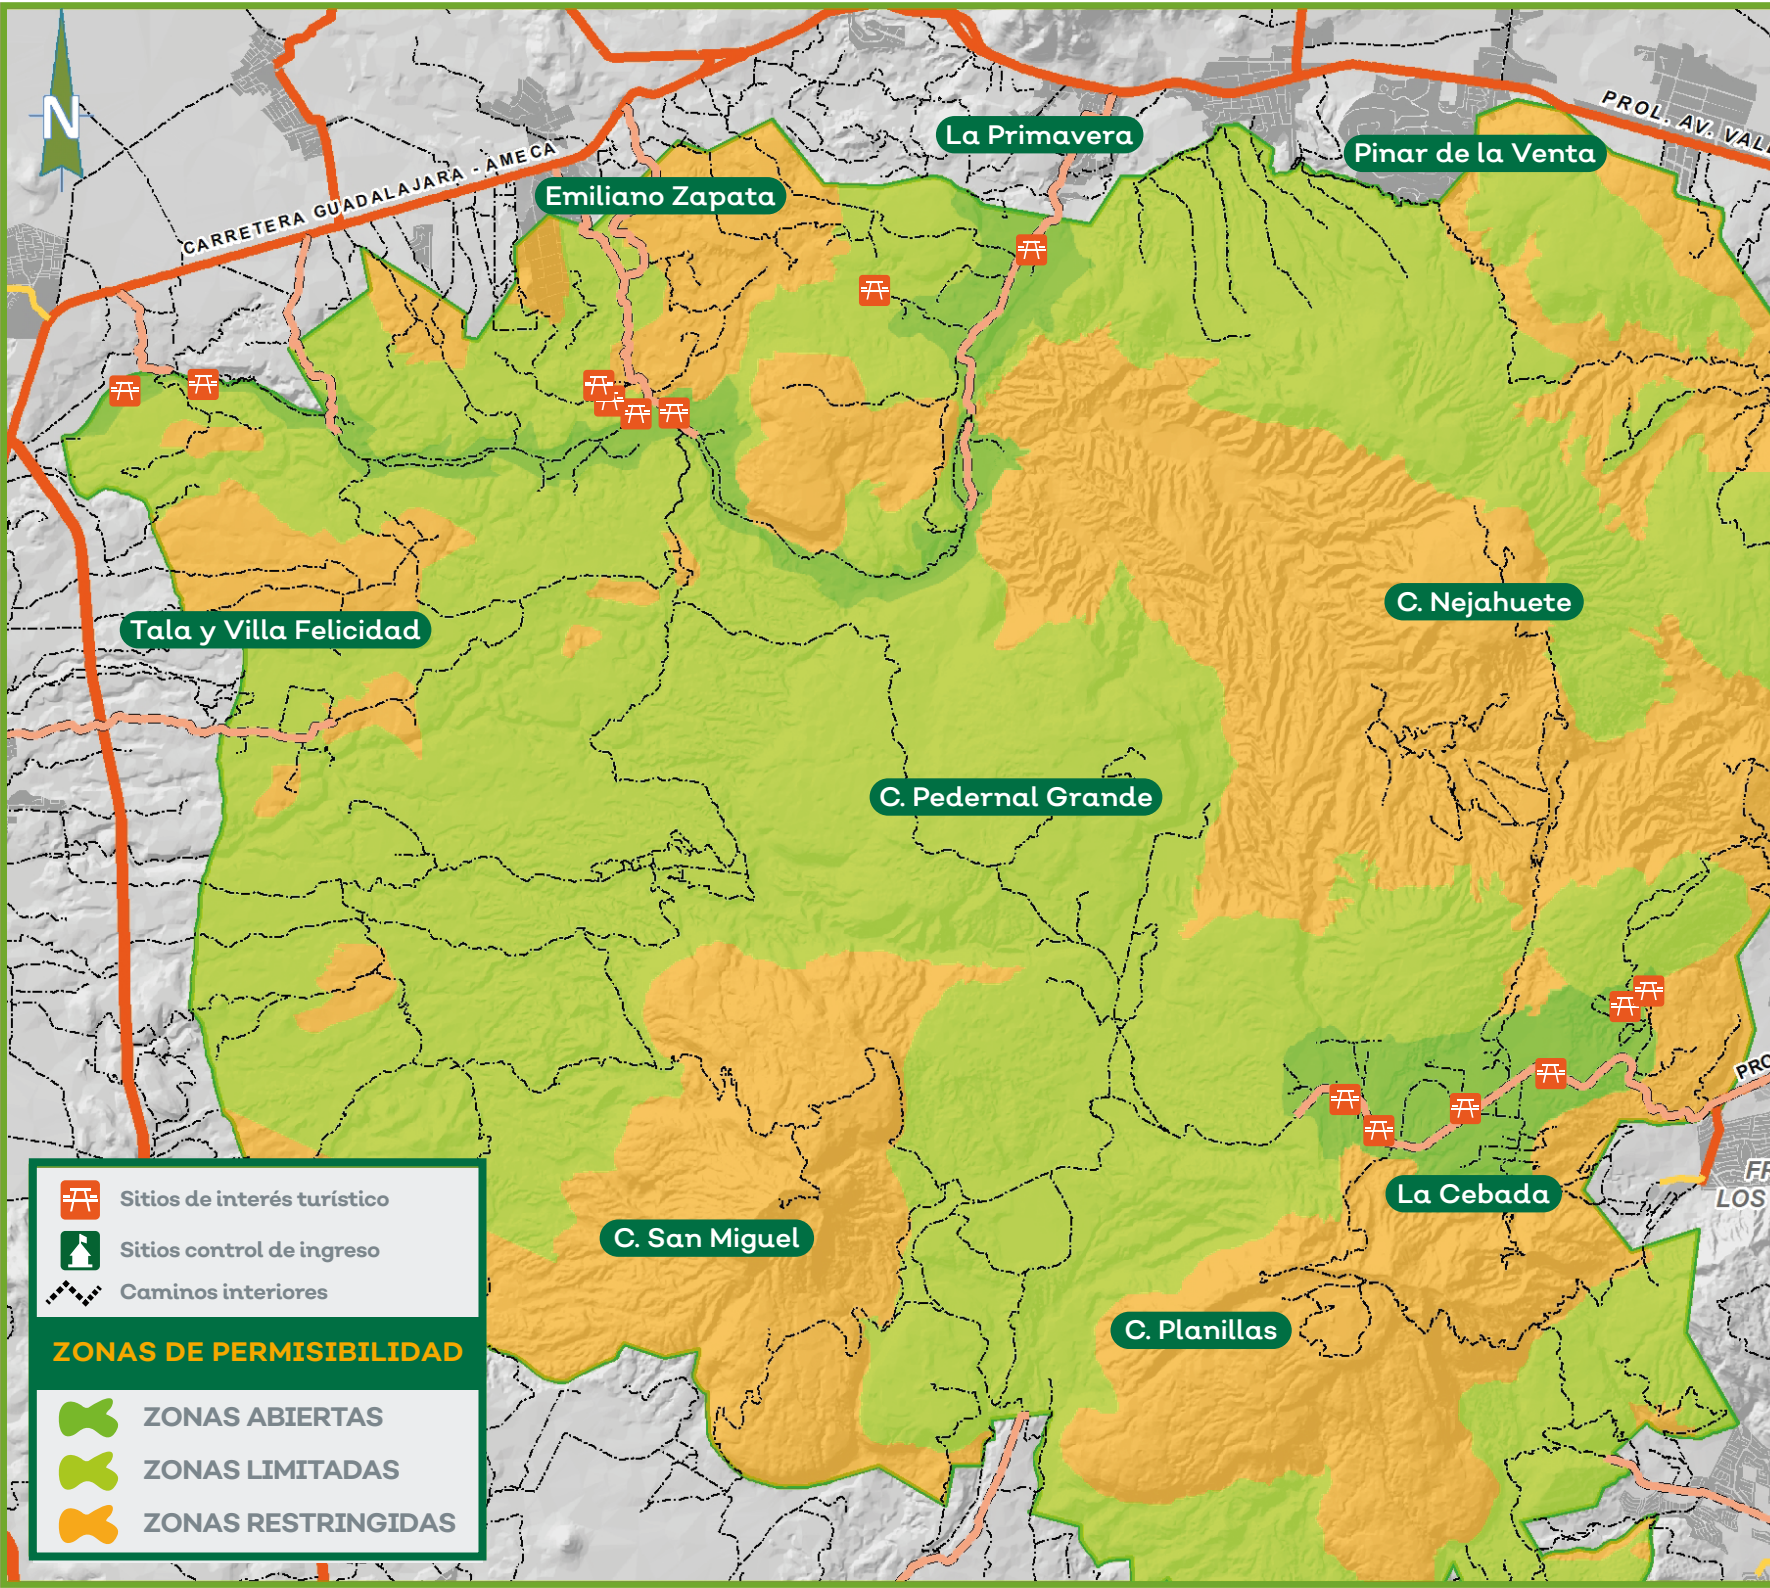 N
CARRETERA GUADALAJARA - AMECA
PROL. AV.
La Primavera
Pinar de la Venta
Emiliano Zapata
C. Nejahuete
Tala y Villa Felicidad
C. Pedernal Grande
La Cebada
LOS
C. San Miguel
C. Planillas
Sitios de interés turístico
Sitios control de ingreso
Caminos interiores
ZONAS DE PERMISIBILIDAD
ZONAS ABIERTAS
ZONAS LIMITADAS
ZONAS RESTRINGIDAS